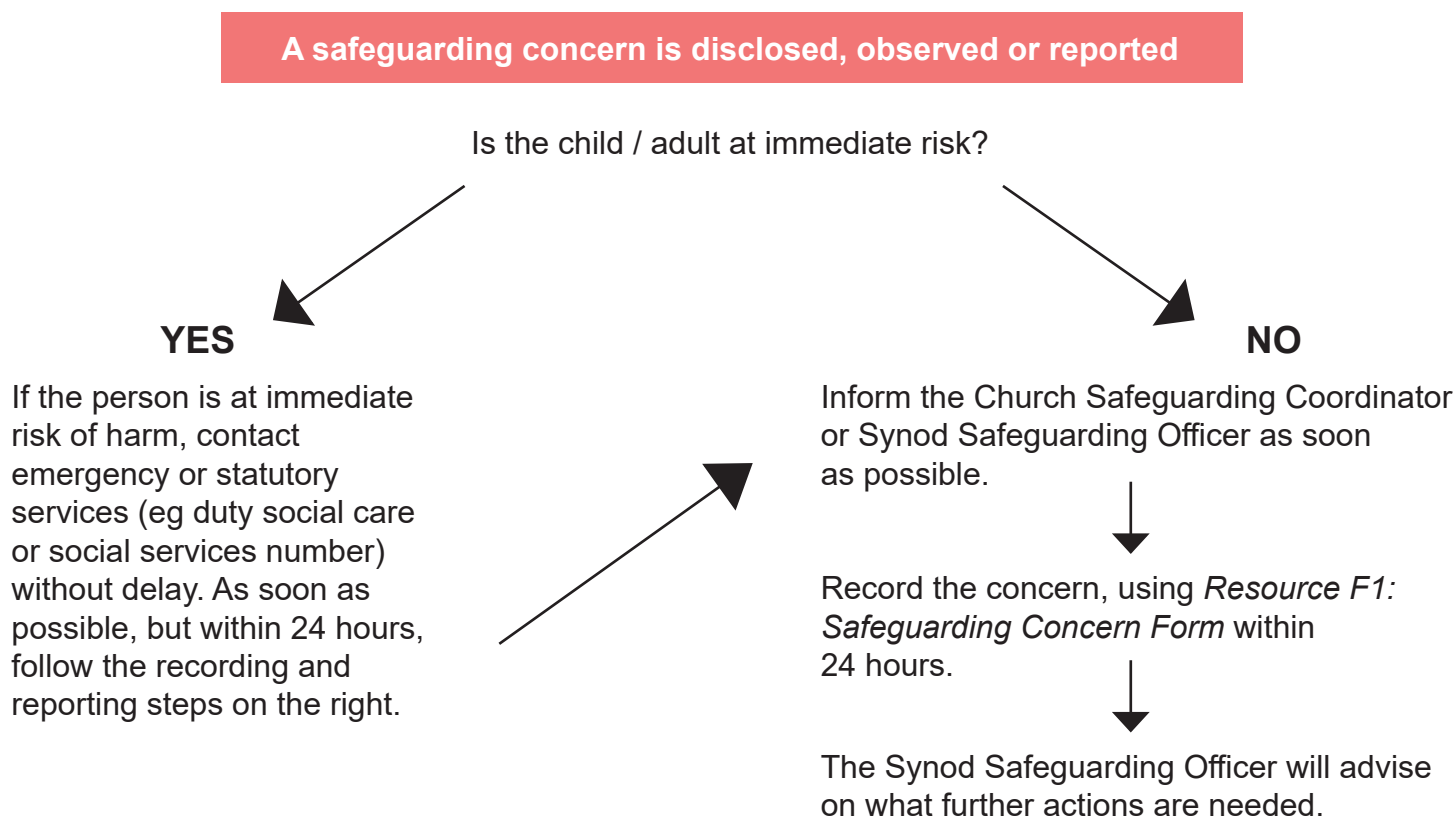 A safeguarding concern is disclosed, observed or reported
Is the child / adult at immediate risk?
YES
If the person is at immediate
risk of harm, contact
emergency or statutory
services (eg duty social care
or social services number)
without delay. As soon as
possible, but within 24 hours,
follow the recording and
reporting steps on the right.
NO
Inform the Church Safeguarding Coordinator
or Synod Safeguarding Officer as soon
as possible.
Record the concern, using Resource F1:
Safeguarding Concern Form within
24 hours.
The Synod Safeguarding Officer will advise
on what further actions are needed.